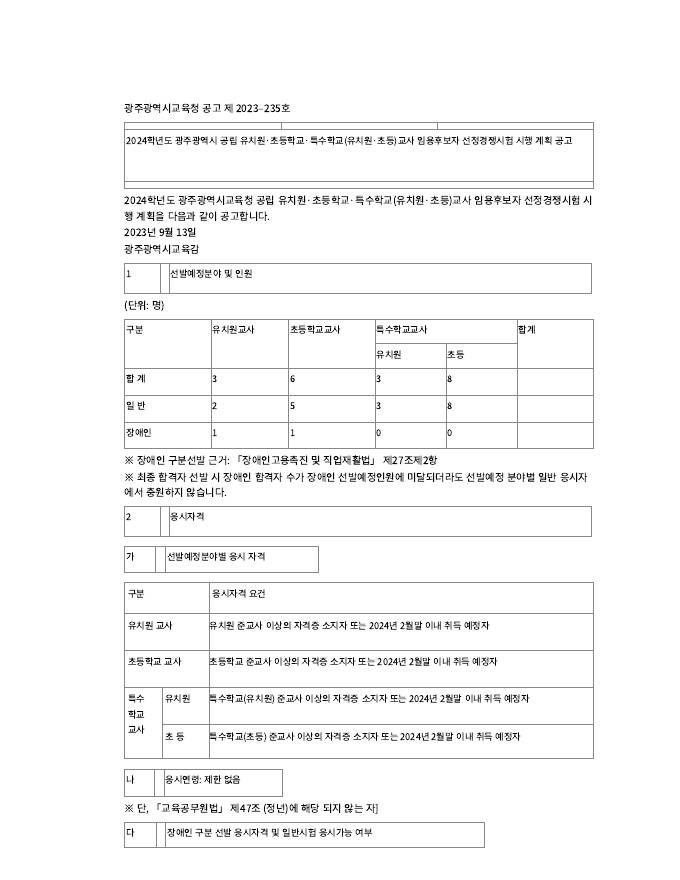 광주광역시교육청 공고 제 2023-235호
2024학년도 광주광역시 공립 유치원·초등학교·특수학교(유치원·초등)교사 임용후보자 선정경쟁시험 시행 계획 공고
2024학년도 광주광역시교육청 공립 유치원·초등학교·특수학교(유치원·초등)교사 임용후보자 선정경쟁시험 시
행 계획을 다음과 같이 공고합니다.
2023년 9월 13일
광주광역시교육감
1 선발예정분야 및 인원
(단위: 명)
구분 유치원교사 초등학교교사 특수학교교사 합계
유치원 초등
합 계 3 6 3 8
일 반 2 5 3 8
장애인 1 1 0 0
※ 장애인 구분선발 근거: 「장애인고용촉진 및 직업재활법」 제27조제2항
※ 최종 합격자 선발 시 장애인 합격자 수가 장애인 선발예정인원에 미달되더라도 선발예정 분야별 일반 응시자
에서 충원하지 않습니다.
2 응시자격
가 선발예정분야별 응시 자격
구분 응시자격 요건
유치원 교사 유치원 준교사 이상의 자격증 소지자 또는 2024년 2월말 이내 취득 예정자
초등학교 교사 초등학교 준교사 이상의 자격증 소지자 또는 2024년 2월말 이내 취득 예정자
특수
학교
교사
유치원 특수학교(유치원) 준교사 이상의 자격증 소지자 또는 2024년 2월말 이내 취득 예정자
초 등 특수학교(초등) 준교사 이상의 자격증 소지자 또는 2024년 2월말 이내 취득 예정자
나 응시연령: 제한 없음
※ 단, 「교육공무원법」 제47조 (정년)에 해당 되지 않는 자]
다 장애인 구분 선발 응시자격 및 일반시험 응시가능 여부